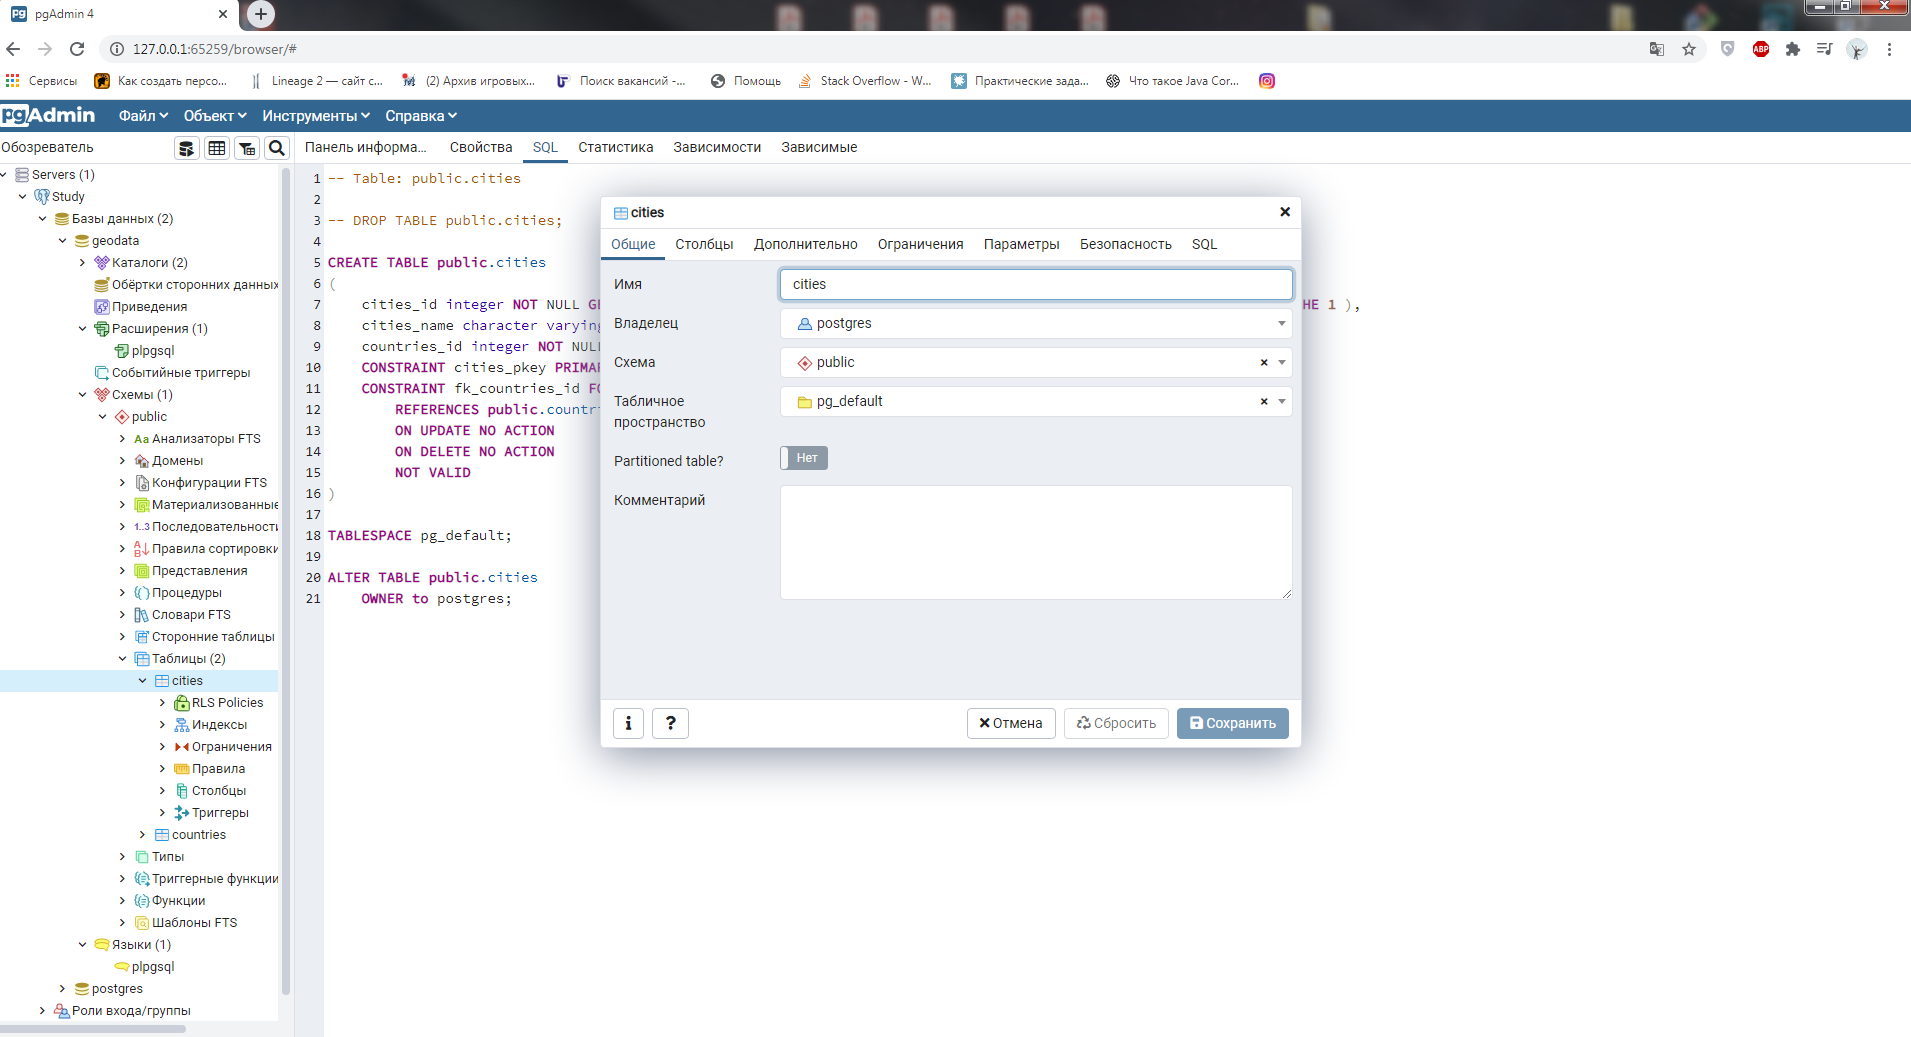 pgAdmin 4
127.0.0.1:65259/browser/#
Сервисы
Как создать персо...
Lineage 2 — сайт с...
(2) Архив игровых...
Поиск вакансий -...
Помощь
Stack Overflow - W...
Практические зада...
Что такое Java Cor...
ABP
pgAdmin
Файл
Объект
Инструменты
Справка
Обозреватель
Панель информа...
Свойства
SQL
Статистика
Зависимости
Зависимые
Servers (1)
Study
Базы данных (2)
geodata
Каталоги (2)
Обёртки сторонних данных
Приведения
Расширения (1)
plpgsql
Событийные триггеры
Схемы (1)
public
Анализаторы FTS
Домены
Конфигурации FTS
Материализованные
Последовательности
Правила сортировки
Представления
Процедуры
Словари FTS
Сторонние таблицы
Таблицы (2)
cities
RLS Policies
Индексы
Ограничения
Правила
Столбцы
Триггеры
countries
Типы
Триггерные функции
Функции
Шаблоны FTS
Языки (1)
plpgsql
postgres
Роли входа/группы
1 -- Table: public.cities
2
3 -- DROP TABLE public.cities;
4
5 CREATE TABLE public.cities
6 (
7 cities_id integer NOT NULL GE HE 1 ),
8 cities_name character varying
9 countries_id integer NOT NULL
10 CONSTRAINT cities_pkey PRIMAR
11 CONSTRAINT fk_countries_id FO
12 REFERENCES public.countri
13 ON UPDATE NO ACTION
14 ON DELETE NO ACTION
15 NOT VALID
16 )
17
18 TABLESPACE pg_default;
19
20 ALTER TABLE public.cities
21 OWNER to postgres;
cities
Общие
Столбцы
Дополнительно
Ограничения
Параметры
Безопасность
SQL
Имя
cities
Владелец
postgres
Схема
public
Табличное
пространство
pg_default
Partitioned table?
Нет
Комментарий
i
?
Отмена
Сбросить
Сохранить